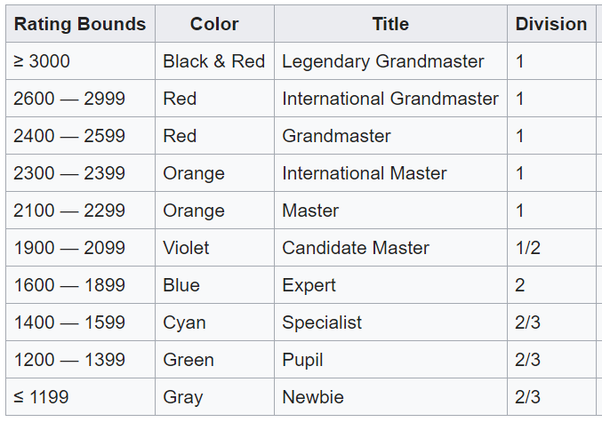 Rating Bounds Color Title Division
≥ 3000 Black & Red Legendary Grandmaster 1
2600 — 2999 Red International Grandmaster 1
2400 — 2599 Red Grandmaster 1
2300 — 2399 Orange International Master 1
2100 — 2299 Orange Master 1
1900 — 2099 Violet Candidate Master 1/2
1600 — 1899 Blue Expert 2
1400 — 1599 Cyan Specialist 2/3
1200 — 1399 Green Pupil 2/3
≤ 1199 Gray Newbie 2/3